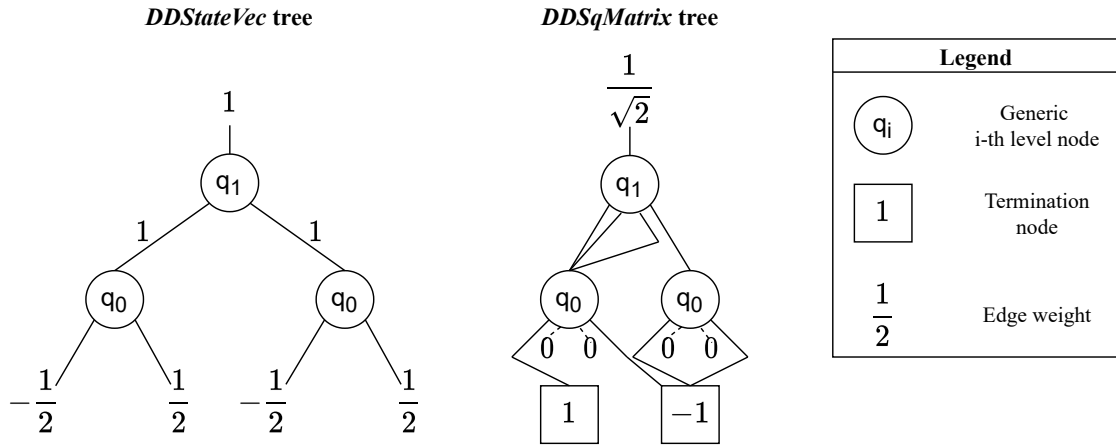 DDStateVec tree
1
q₁
1 1
q₀ q₀
-1/2 1/2 -1/2 1/2
DDSqMatrix tree
1/√2
q₁
q₀ q₀
0 0 0 0
1 -1
Legend
qᵢ Generic
i-th level node
1 Termination
node
1/2 Edge weight